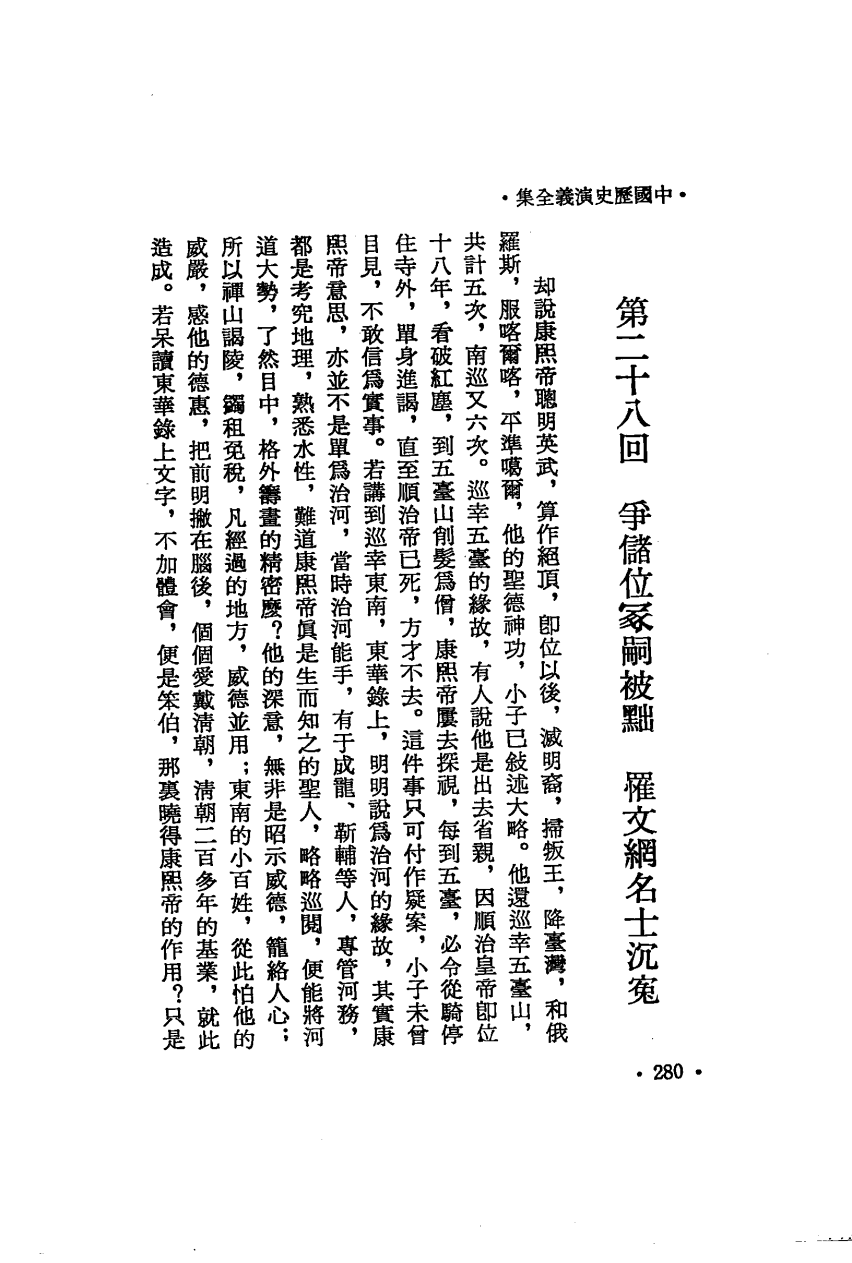 ・中國歷史演義全集・
第二十八回　爭儲位冢嗣被黜　罹文網名士沉寃
却說康熙帝聰明英武，算作絕頂，卽位以後，滅明裔，掃叛王，降臺灣，和俄
羅斯，服喀爾喀，平準噶爾，他的聖德神功，小子已敍述大略。他還巡幸五臺山，
共計五次，南巡又六次。巡幸五臺的緣故，有人說他是出去省親，因順治皇帝卽位
十八年，看破紅塵，到五臺山削髮爲僧，康熙帝屢去探視，每到五臺，必令從騎停
住寺外，單身進謁，直至順治帝已死，方才不去。這件事只可付作疑案，小子未曾
目見，不敢信爲實事。若講到巡幸東南，東華錄上，明明說爲治河的緣故，其實康
熙帝意思，亦並不是單爲治河，當時治河能手，有于成龍、靳輔等人，專管河務，
都是考究地理，熟悉水性，難道康熙帝眞是生而知之的聖人，略略巡閱，便能將河
道大勢，了然目中，格外籌畫的精密麽？他的深意，無非是昭示威德，籠絡人心；
所以禪山謁陵，蠲租免稅，凡經過的地方，威德並用；東南的小百姓，從此怕他的
威嚴，感他的德惠，把前明撇在腦後，個個愛戴淸朝，淸朝二百多年的基業，就此
造成。若呆讀東華錄上文字，不加體會，便是笨伯，那裏曉得康熙帝的作用？只是
・280・